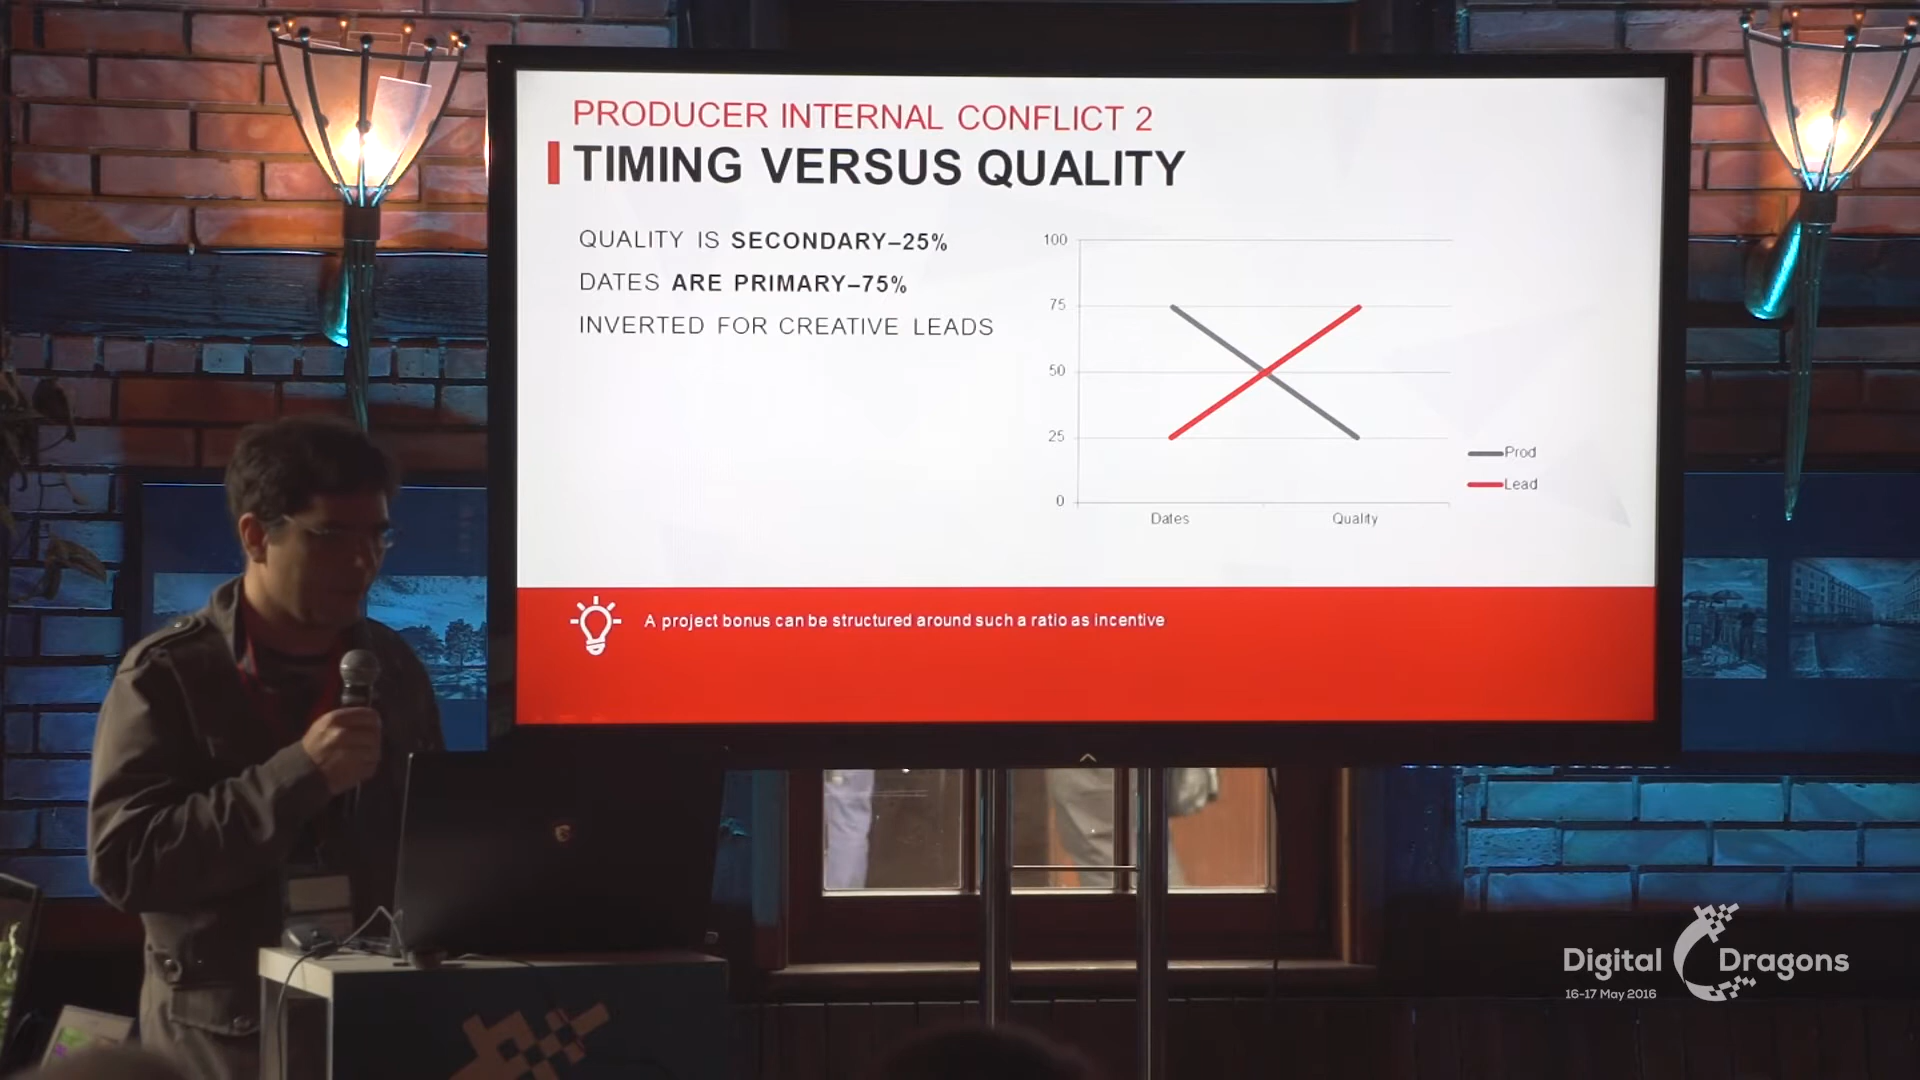 PRODUCER INTERNAL CONFLICT 2
TIMING VERSUS QUALITY
QUALITY IS SECONDARY–25%
DATES ARE PRIMARY–75%
INVERTED FOR CREATIVE LEADS
100
75
50
25
0
Dates Quality
Prod
Lead
A project bonus can be structured around such a ratio as incentive
Digital Dragons
16-17 May 2016